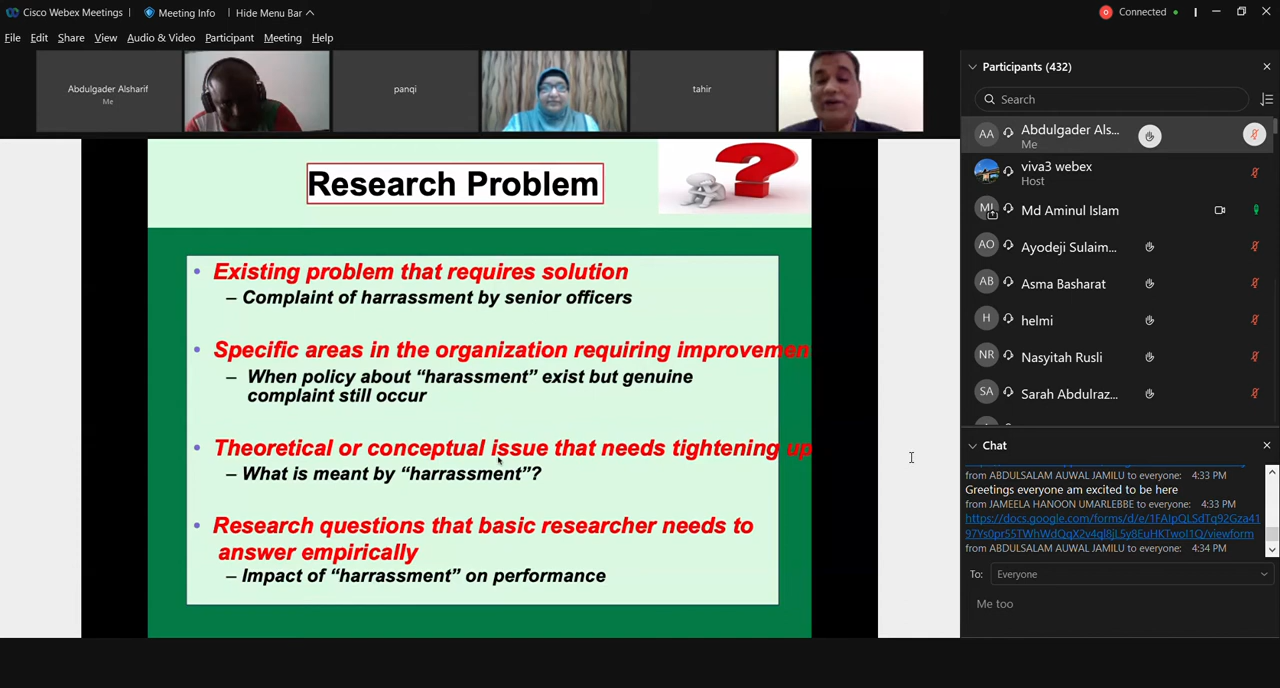 Cisco Webex Meetings | Meeting Info | Hide Menu Bar
Connected
File Edit Share View Audio & Video Participant Meeting Help
Abdulgader Alsharif
Me
panqi
tahir
Research Problem
• Existing problem that requires solution
– Complaint of harrassment by senior officers
• Specific areas in the organization requiring improvemen
– When policy about “harassment” exist but genuine
complaint still occur
• Theoretical or conceptual issue that needs tightening up
– What is meant by “harrassment”?
• Research questions that basic researcher needs to
answer empirically
– Impact of “harrassment” on performance
Participants (432)
Search
AA Abdulgader Als...
Me
viva3 webex
Host
MI Md Aminul Islam
AO Ayodeji Sulaim...
AB Asma Basharat
H helmi
NR Nasyitah Rusli
SA Sarah Abdulraz...
Chat
from ABDULSALAM AUWAL JAMILU to everyone: 4:33 PM
Greetings everyone am excited to be here
from JAMEELA HANOON UMARLEBBE to everyone: 4:33 PM
from ABDULSALAM AUWAL JAMILU to everyone: 4:34 PM
To: Everyone
Me too